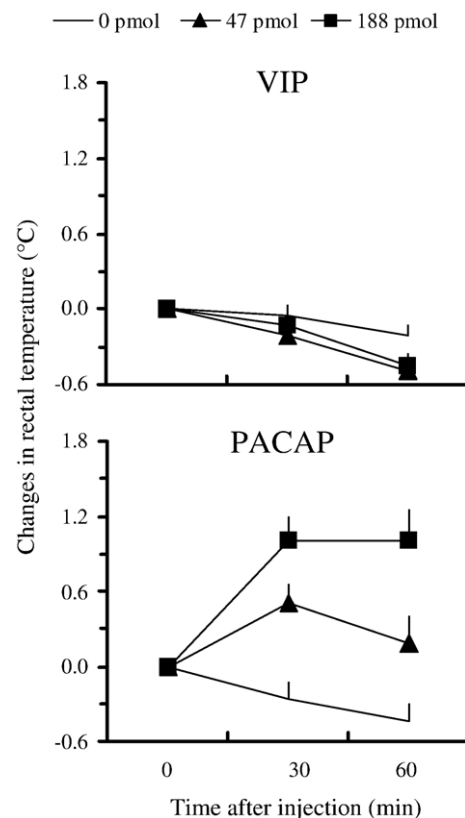 0 pmol 47 pmol 188 pmol
VIP
1.8
1.2
0.6
0.0
-0.6
Changes in rectal temperature (°C)
PACAP
1.8
1.2
0.6
0.0
-0.6
0 30 60
Time after injection (min)